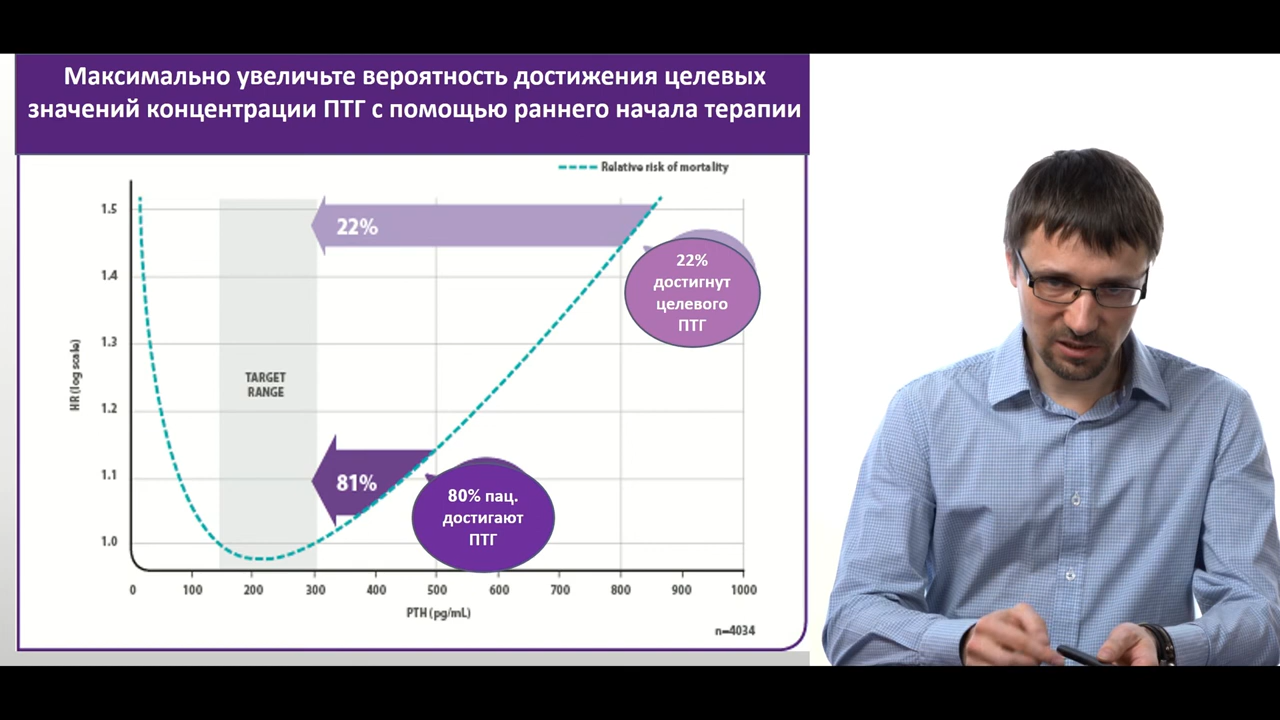 Максимально увеличьте вероятность достижения целевых
значений концентрации ПТГ с помощью раннего начала терапии
Relative risk of mortality
1.5
1.4
1.3
1.2
1.1
1.0
HR (log scale)
22%
22%
достигнут
целевого
ПТГ
TARGET
RANGE
81%
80% пац.
достигают
ПТГ
0 100 200 300 400 500 600 700 800 900 1000
PTH (pg/mL)
n=4034